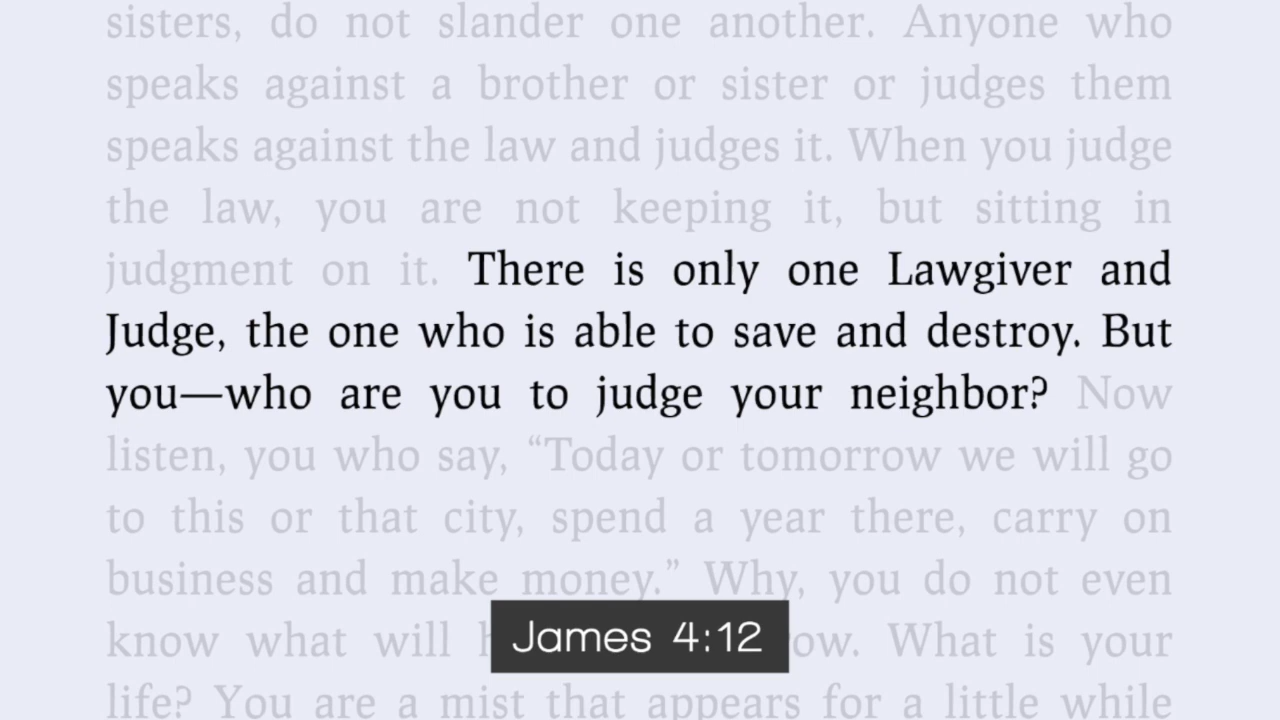 sisters, do not slander one another. Anyone who
speaks against a brother or sister or judges them
speaks against the law and judges it. When you judge
the law, you are not keeping it, but sitting in
judgment on it. There is only one Lawgiver and
Judge, the one who is able to save and destroy. But
you—who are you to judge your neighbor? Now
listen, you who say, “Today or tomorrow we will go
to this or that city, spend a year there, carry on
business and make money.” Why, you do not even
know what will What is your
James 4:12
life? You are a mist that appears for a little while